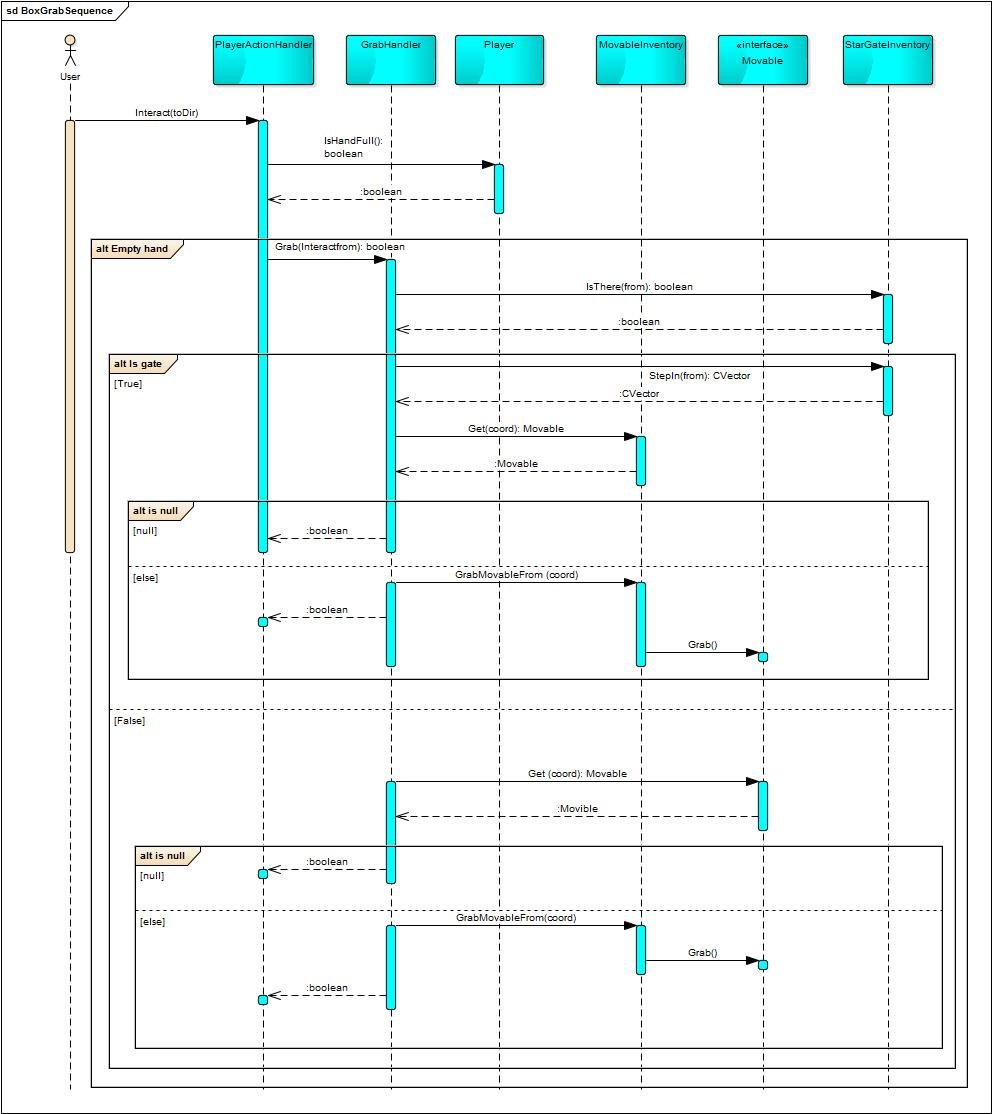 sd BoxGrabSequence
User
PlayerActionHandler
GrabHandler
Player
MovableInventory
«interface»
Movable
StarGateInventory
Interact(toDir)
IsHandFull():
boolean
:boolean
alt Empty hand
Grab(Interactfrom): boolean
IsThere(from): boolean
:boolean
alt Is gate
[True]
StepIn(from): CVector
:CVector
Get(coord): Movable
:Movable
alt is null
[null]
:boolean
[else]
GrabMovableFrom (coord)
:boolean
Grab()
[False]
Get (coord): Movable
:Movible
alt is null
:boolean
[null]
[else]
GrabMovableFrom(coord)
Grab()
:boolean